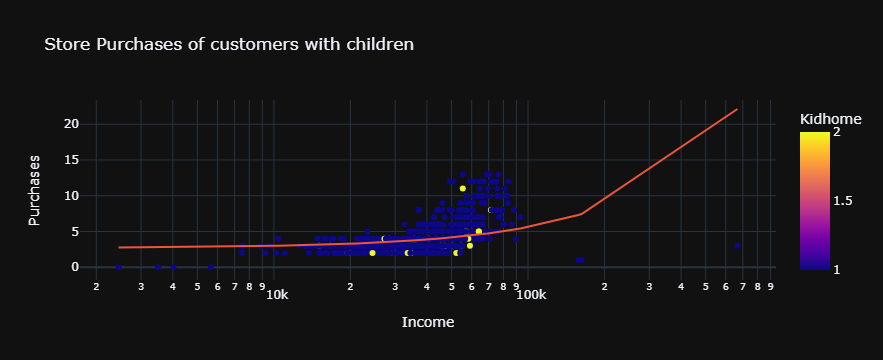 Store Purchases of customers with children
Kidhome
2
1.5
1
Purchases
20
15
10
5
0
2 3 4 5 6 7 8 9 10k 2 3 4 5 6 7 8 9 100k 2 3 4 5 6 7 8 9
Income